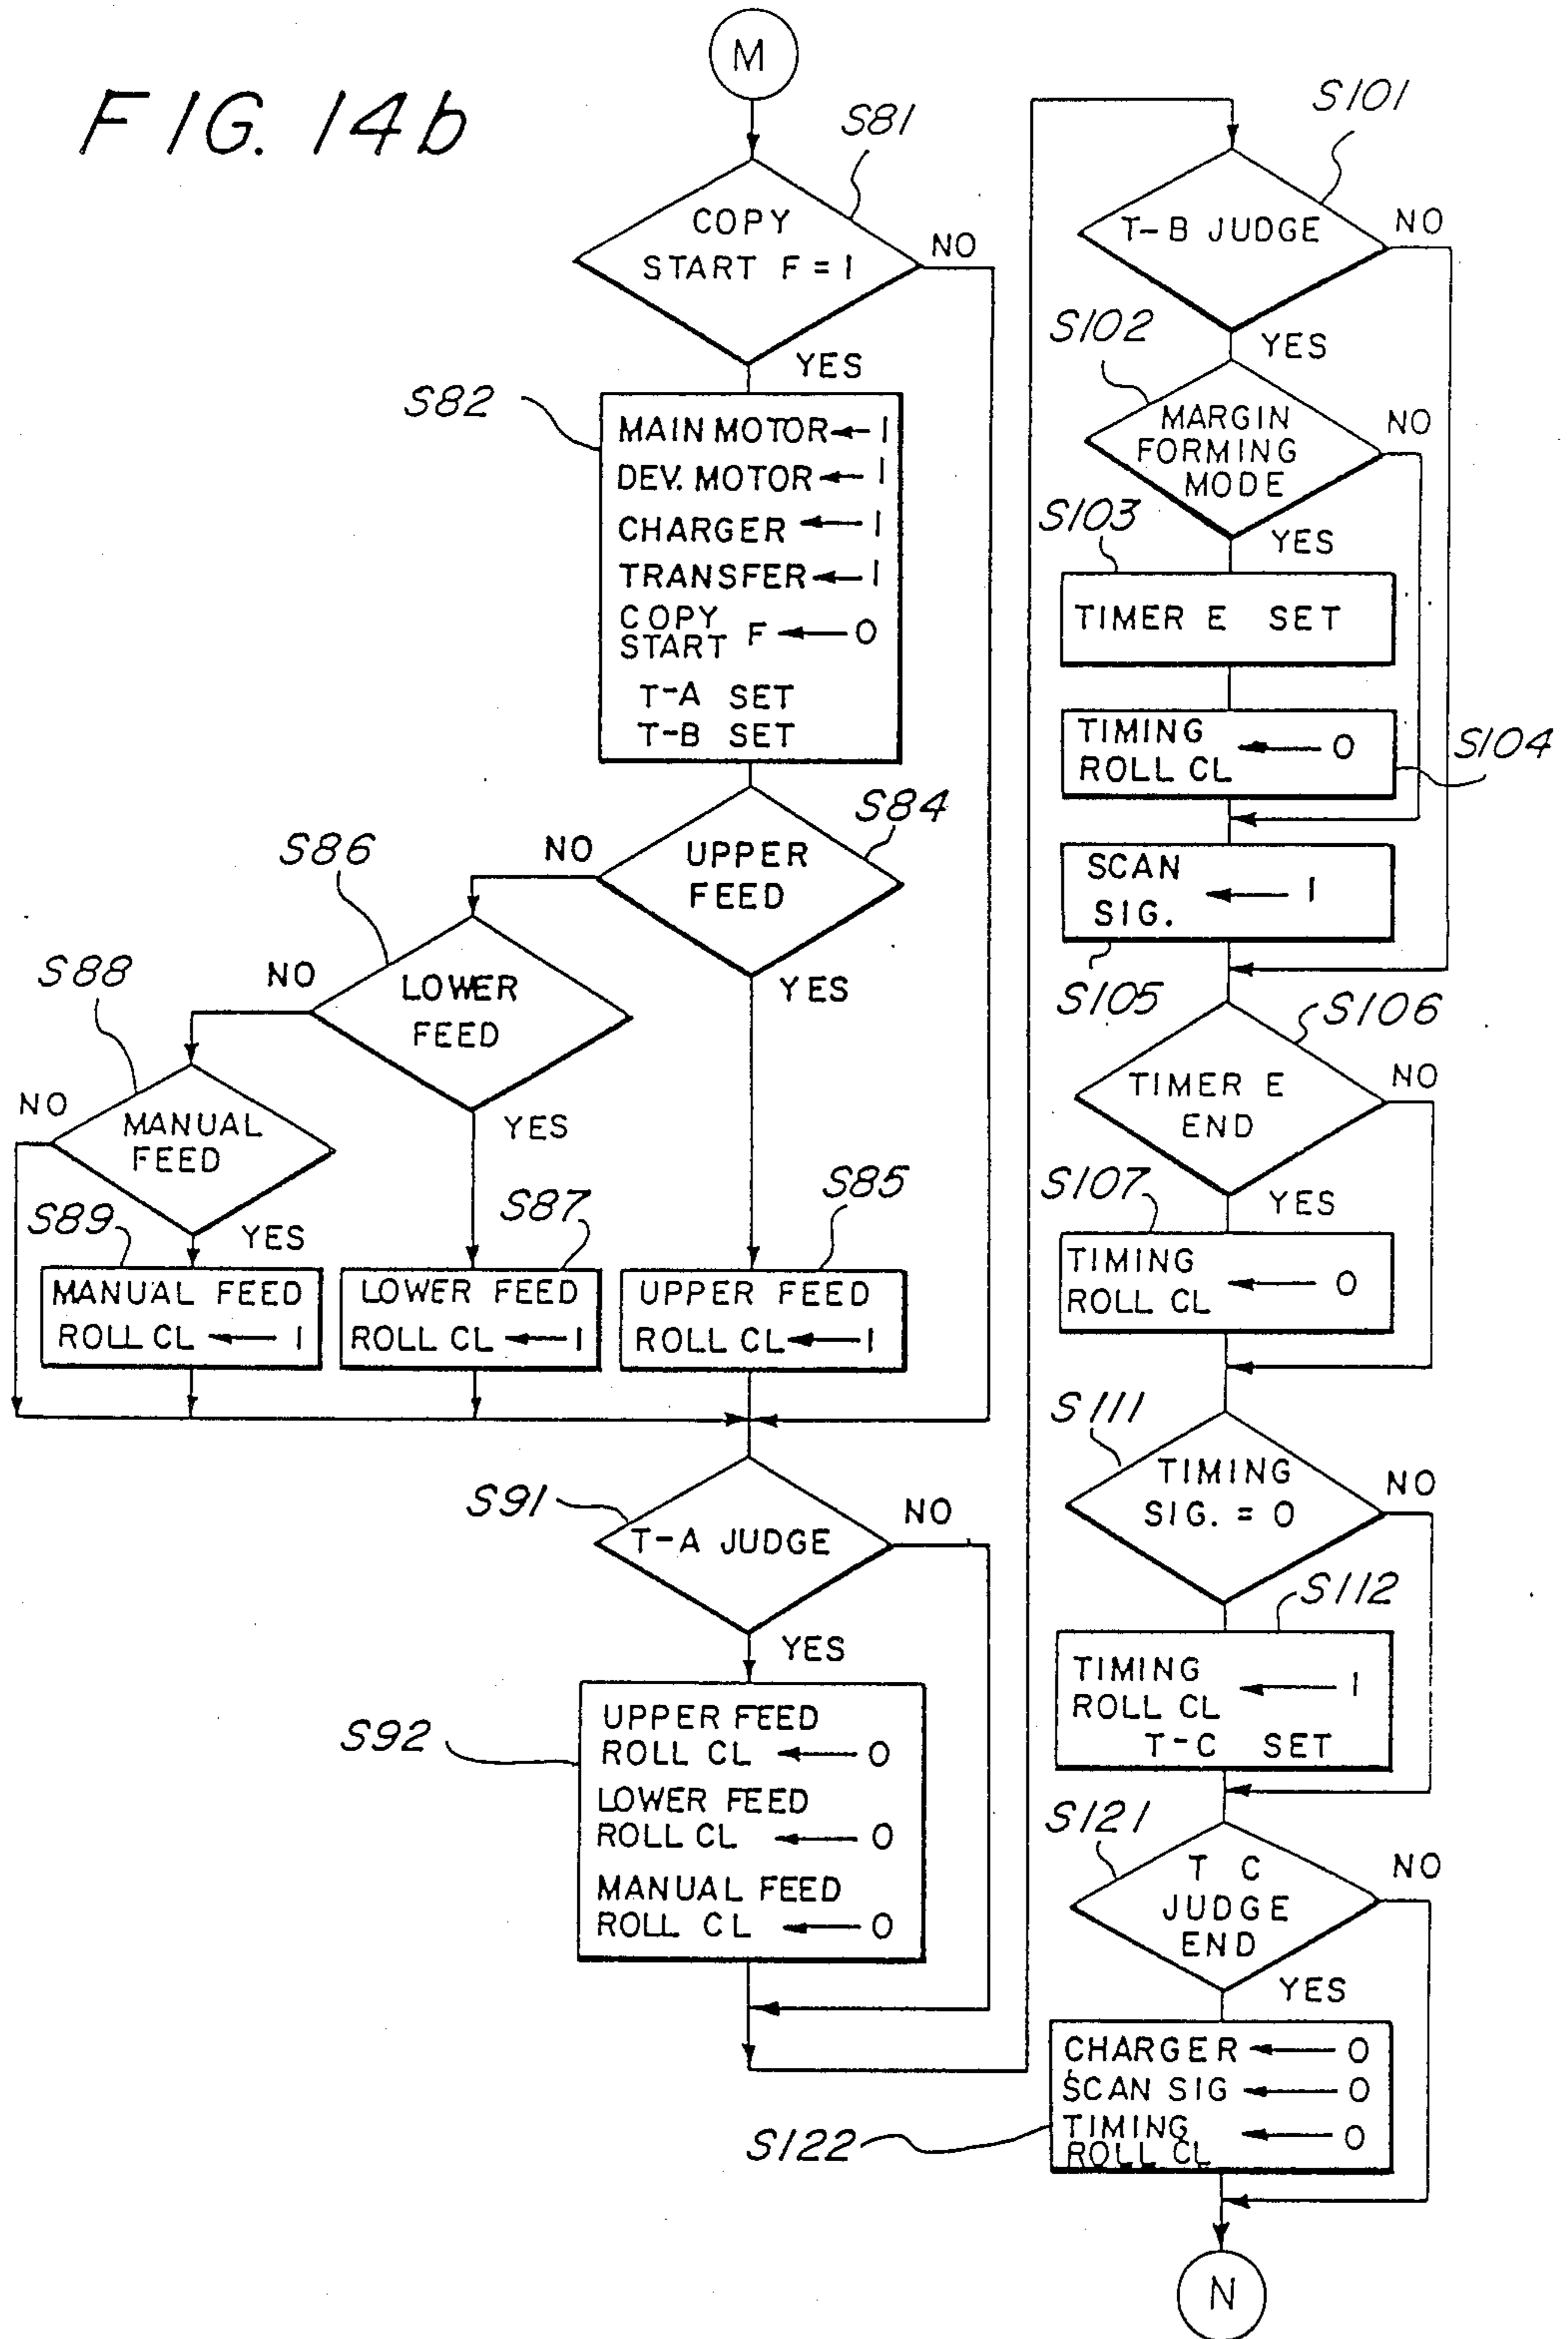 FIG. 14b
M
S81
COPY
START F = 1
NO
YES
S82
MAIN MOTOR ← 1
DEV. MOTOR ← 1
CHARGER ← 1
TRANSFER ← 1
COPY
START F ← 0
T-A SET
T-B SET
S84
UPPER
FEED
NO
YES
S86
LOWER
FEED
NO
YES
S88
MANUAL
FEED
NO
YES
S89
MANUAL FEED
ROLL CL ← 1
S87
LOWER FEED
ROLL CL ← 1
S85
UPPER FEED
ROLL CL ← 1
S91
T-A JUDGE
NO
YES
S92
UPPER FEED
ROLL CL ← 0
LOWER FEED
ROLL CL ← 0
MANUAL FEED
ROLL CL ← 0
S101
T-B JUDGE
NO
YES
S102
MARGIN
FORMING
MODE
NO
YES
S103
TIMER E SET
TIMING
ROLL CL ← 0
S104
SCAN
SIG. ← 1
S105
S106
TIMER E
END
NO
YES
S107
TIMING
ROLL CL ← 0
S111
TIMING
SIG. = 0
NO
S112
TIMING
ROLL CL ← 1
T-C SET
S121
T C
JUDGE
END
NO
YES
CHARGER ← 0
SCAN SIG ← 0
TIMING
ROLL CL ← 0
S122
N